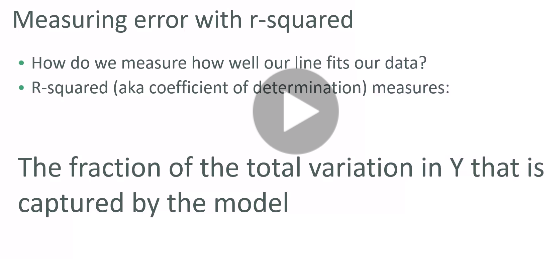 Measuring error with r-squared
• How do we measure how well our line fits our data?
• R-squared (aka coefficient of determination) measures:
The fraction of the total variation in Y that is
captured by the model